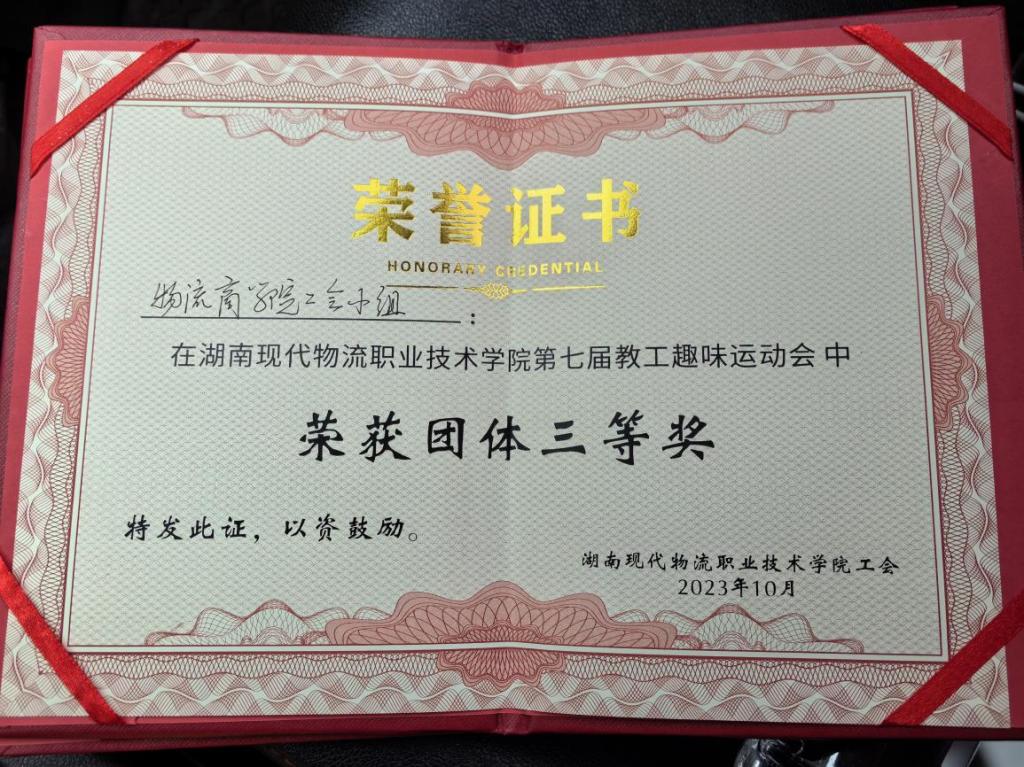 荣誉证书
HONORARY CREDENTIAL
物流商学院工会小组:
在湖南现代物流职业技术学院第七届教工趣味运动会中
荣获团体三等奖
特发此证，以资鼓励。
湖南现代物流职业技术学院工会
2023年10月